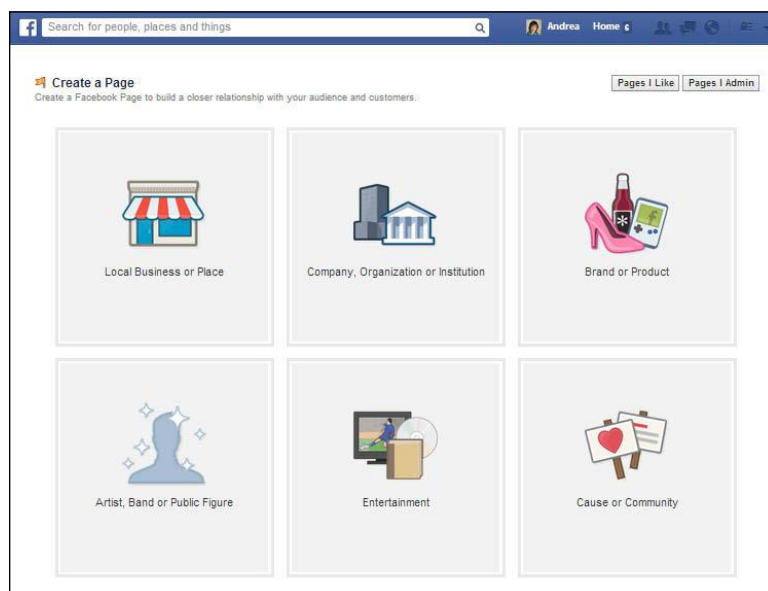 f Search for people, places and things Andrea Home 6
Create a Page
Pages I Like Pages I Admin
Create a Facebook Page to build a closer relationship with your audience and customers.
Local Business or Place Company, Organization or Institution Brand or Product
Artist, Band or Public Figure Entertainment Cause or Community